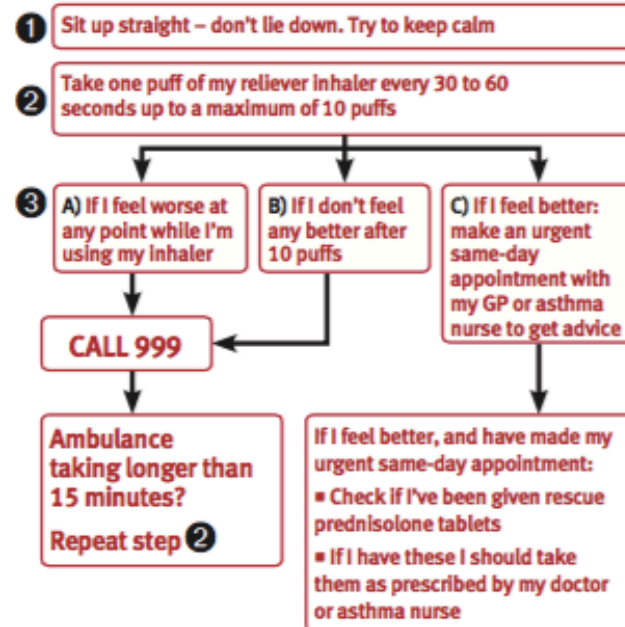 ❶ Sit up straight – don't lie down. Try to keep calm
❷ Take one puff of my reliever inhaler every 30 to 60
seconds up to a maximum of 10 puffs
❸ A) If I feel worse at
any point while I'm
using my inhaler
B) If I don't feel
any better after
10 puffs
C) If I feel better:
make an urgent
same-day
appointment with
my GP or asthma
nurse to get advice
CALL 999
Ambulance
taking longer than
15 minutes?
Repeat step ❷
If I feel better, and have made my
urgent same-day appointment:
▪ Check if I've been given rescue
prednisolone tablets
▪ If I have these I should take
them as prescribed by my doctor
or asthma nurse